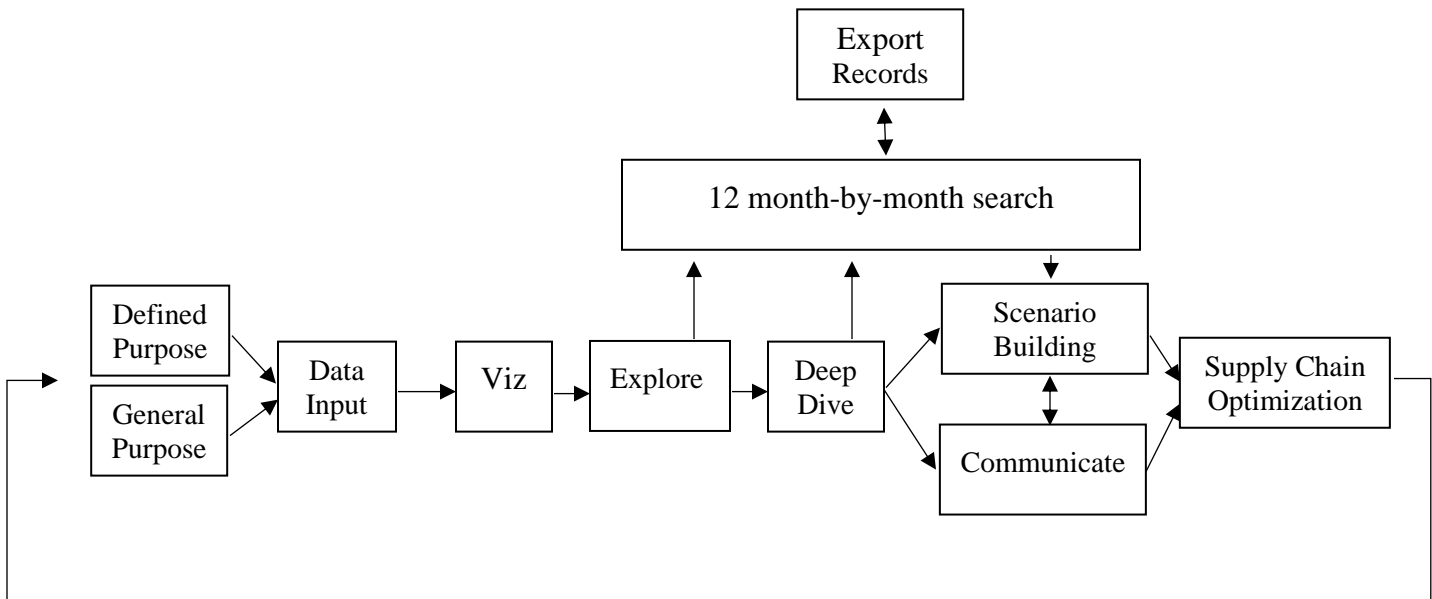 Export
Records
12 month-by-month search
Defined
Purpose
General
Purpose
Data
Input
Viz
Explore
Deep
Dive
Scenario
Building
Communicate
Supply Chain
Optimization